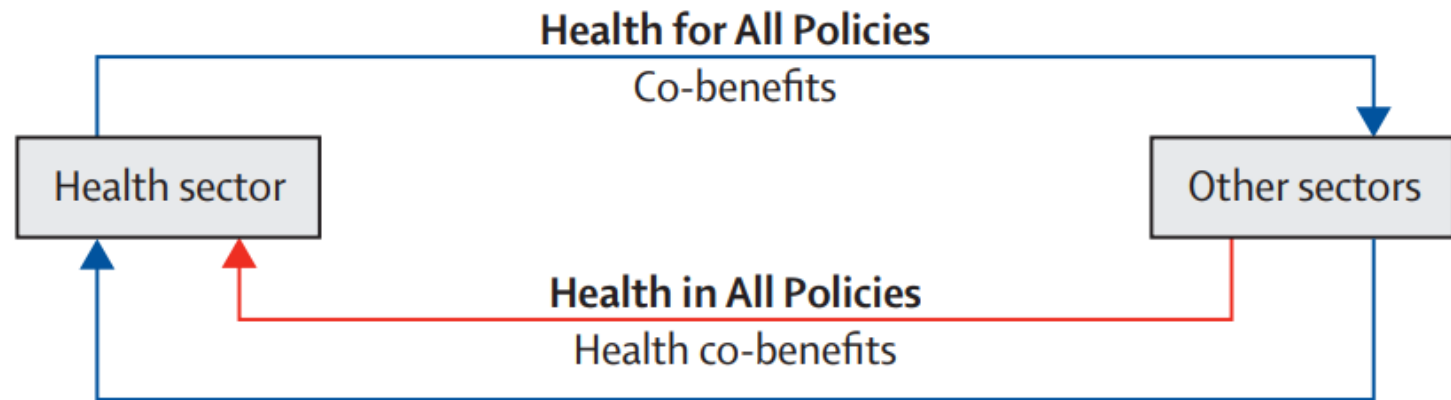 Health for All Policies
Co-benefits
Health sector
Other sectors
Health in All Policies
Health co-benefits